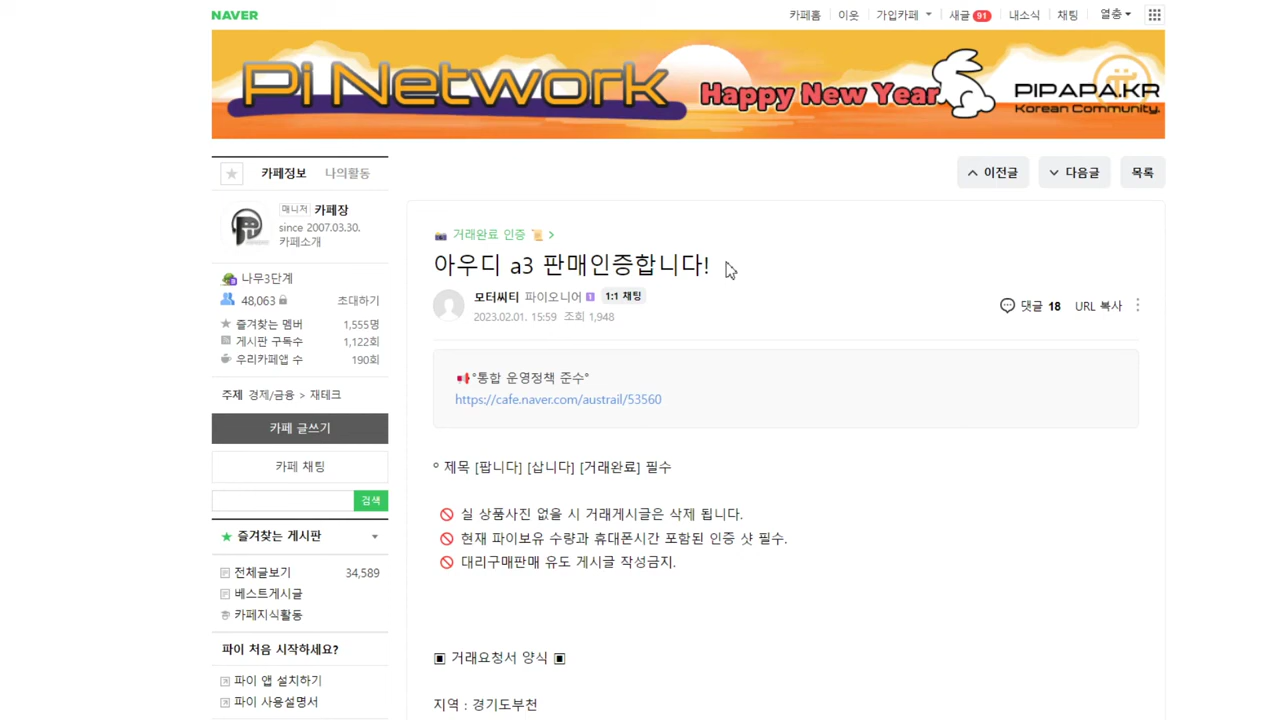 NAVER
카페홈 이웃 가입카페 새글 91 내소식 채팅 열충
Pi Network
Happy New Year
PIPAPA.KR
Korean Community.
카페정보 나의활동
이전글 다음글 목록
매니저 카페장
since 2007.03.30.
카페소개
나무3단계
48,063 초대하기
즐겨찾는 멤버 1,555명
게시판 구독수 1,122회
우리카페앱 수 190회
주제 경제/금융 > 재테크
카페 글쓰기
카페 채팅
검색
즐겨찾는 게시판
전체글보기 34,589
베스트게시글
카페지식활동
파이 처음 시작하세요?
파이 앱 설치하기
파이 사용설명서
거래완료 인증
아우디 a3 판매인증합니다!
모터씨티 파이오니어 1 1:1 채팅
2023.02.01. 15:59 조회 1,948
댓글 18 URL 복사
°통합 운영정책 준수°
https://cafe.naver.com/austrail/53560
° 제목 [팝니다] [삽니다] [거래완료] 필수
실 상품사진 없을 시 거래게시글은 삭제 됩니다.
현재 파이보유 수량과 휴대폰시간 포함된 인증 샷 필수.
대리구매판매 유도 게시글 작성금지.
▣ 거래요청서 양식 ▣
지역 : 경기도부천